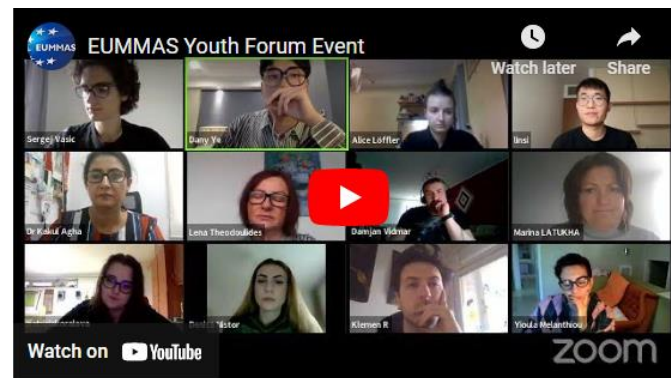 EUMMAS
EUMMAS Youth Forum Event
Watch later
Share
Sergej Vasic
Dany Ye
Alice Löffler
linsi
Dr Kakul Agha
Lena Theodoulides
Damjan Vidmar
Marina LATUKHA
Klemen R
Yioula Melanthiou
Watch on YouTube
zoom